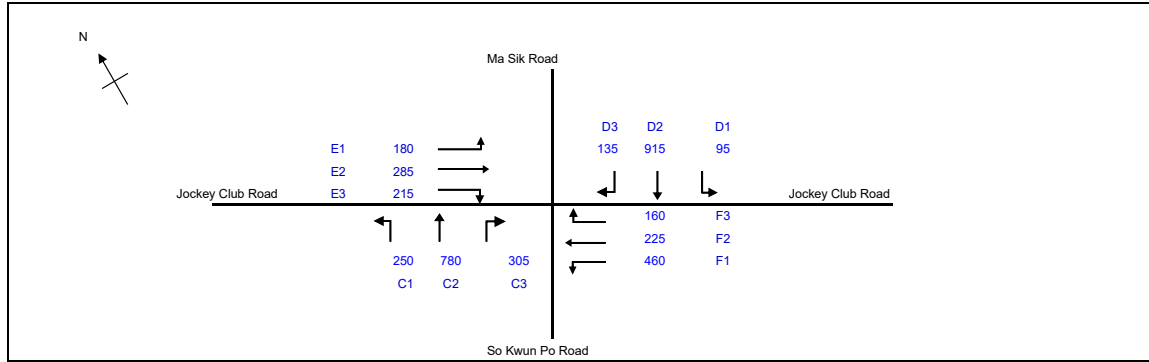 N
Ma Sik Road
D3 D2 D1
135 915 95
E1 180
E2 285
E3 215
Jockey Club Road
Jockey Club Road
160 F3
225 F2
460 F1
250 780 305
C1 C2 C3
So Kwun Po Road